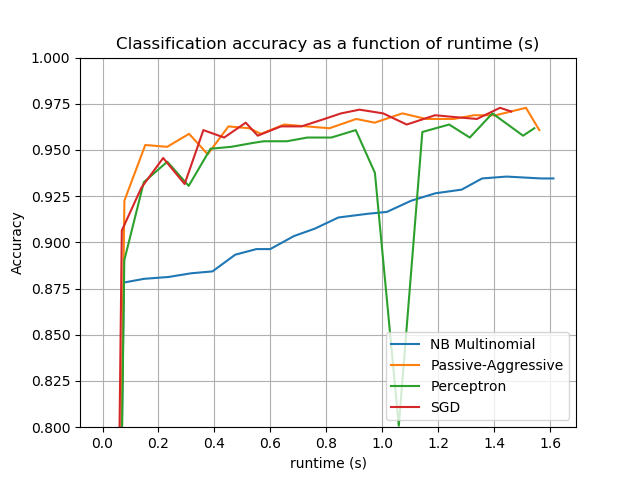 Classification accuracy as a function of runtime (s)
1.000
0.975
0.950
0.925
0.900
0.875
0.850
0.825
0.800
Accuracy
NB Multinomial
Passive-Aggressive
Perceptron
SGD
0.0 0.2 0.4 0.6 0.8 1.0 1.2 1.4 1.6
runtime (s)